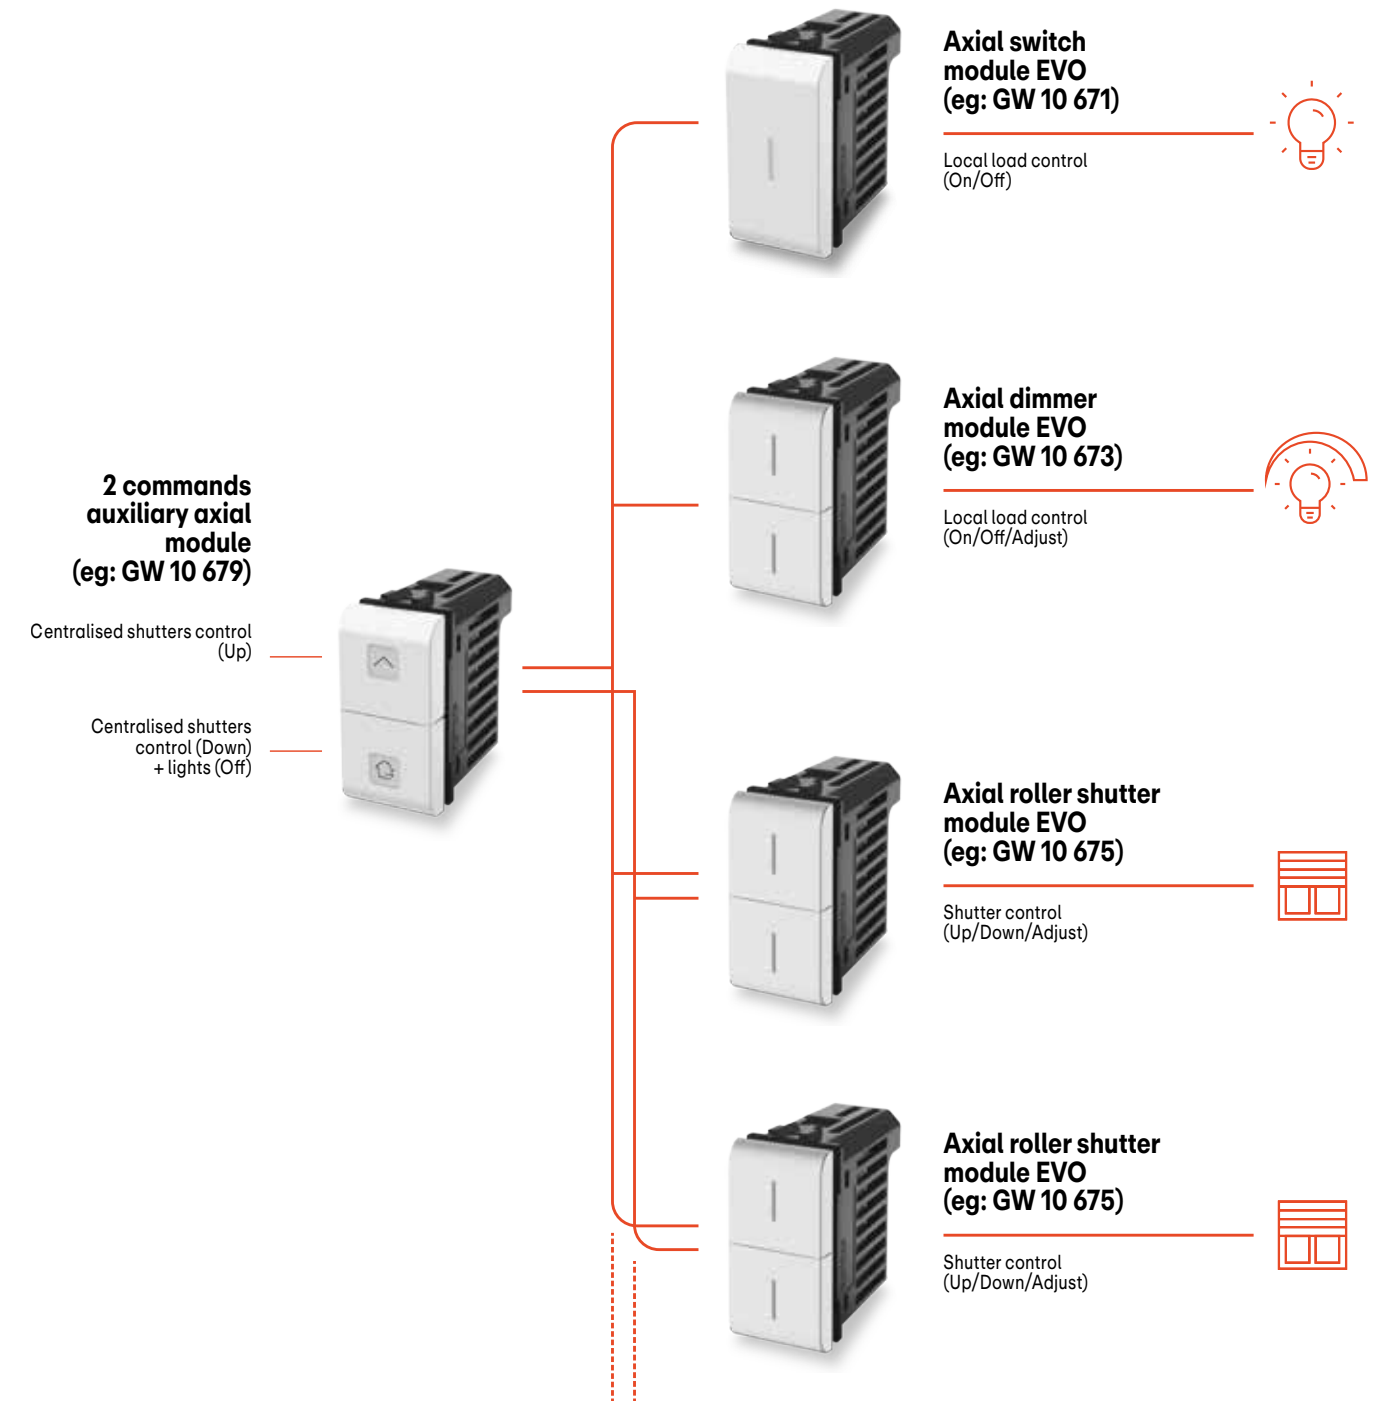 Axial switch
module EVO
(eg: GW 10 671)
Local load control
(On/Off)
Axial dimmer
module EVO
(eg: GW 10 673)
Local load control
(On/Off/Adjust)
2 commands
auxiliary axial
module
(eg: GW 10 679)
Centralised shutters control
(Up)
Centralised shutters
control (Down)
+ lights (Off)
Axial roller shutter
module EVO
(eg: GW 10 675)
Shutter control
(Up/Down/Adjust)
Axial roller shutter
module EVO
(eg: GW 10 675)
Shutter control
(Up/Down/Adjust)